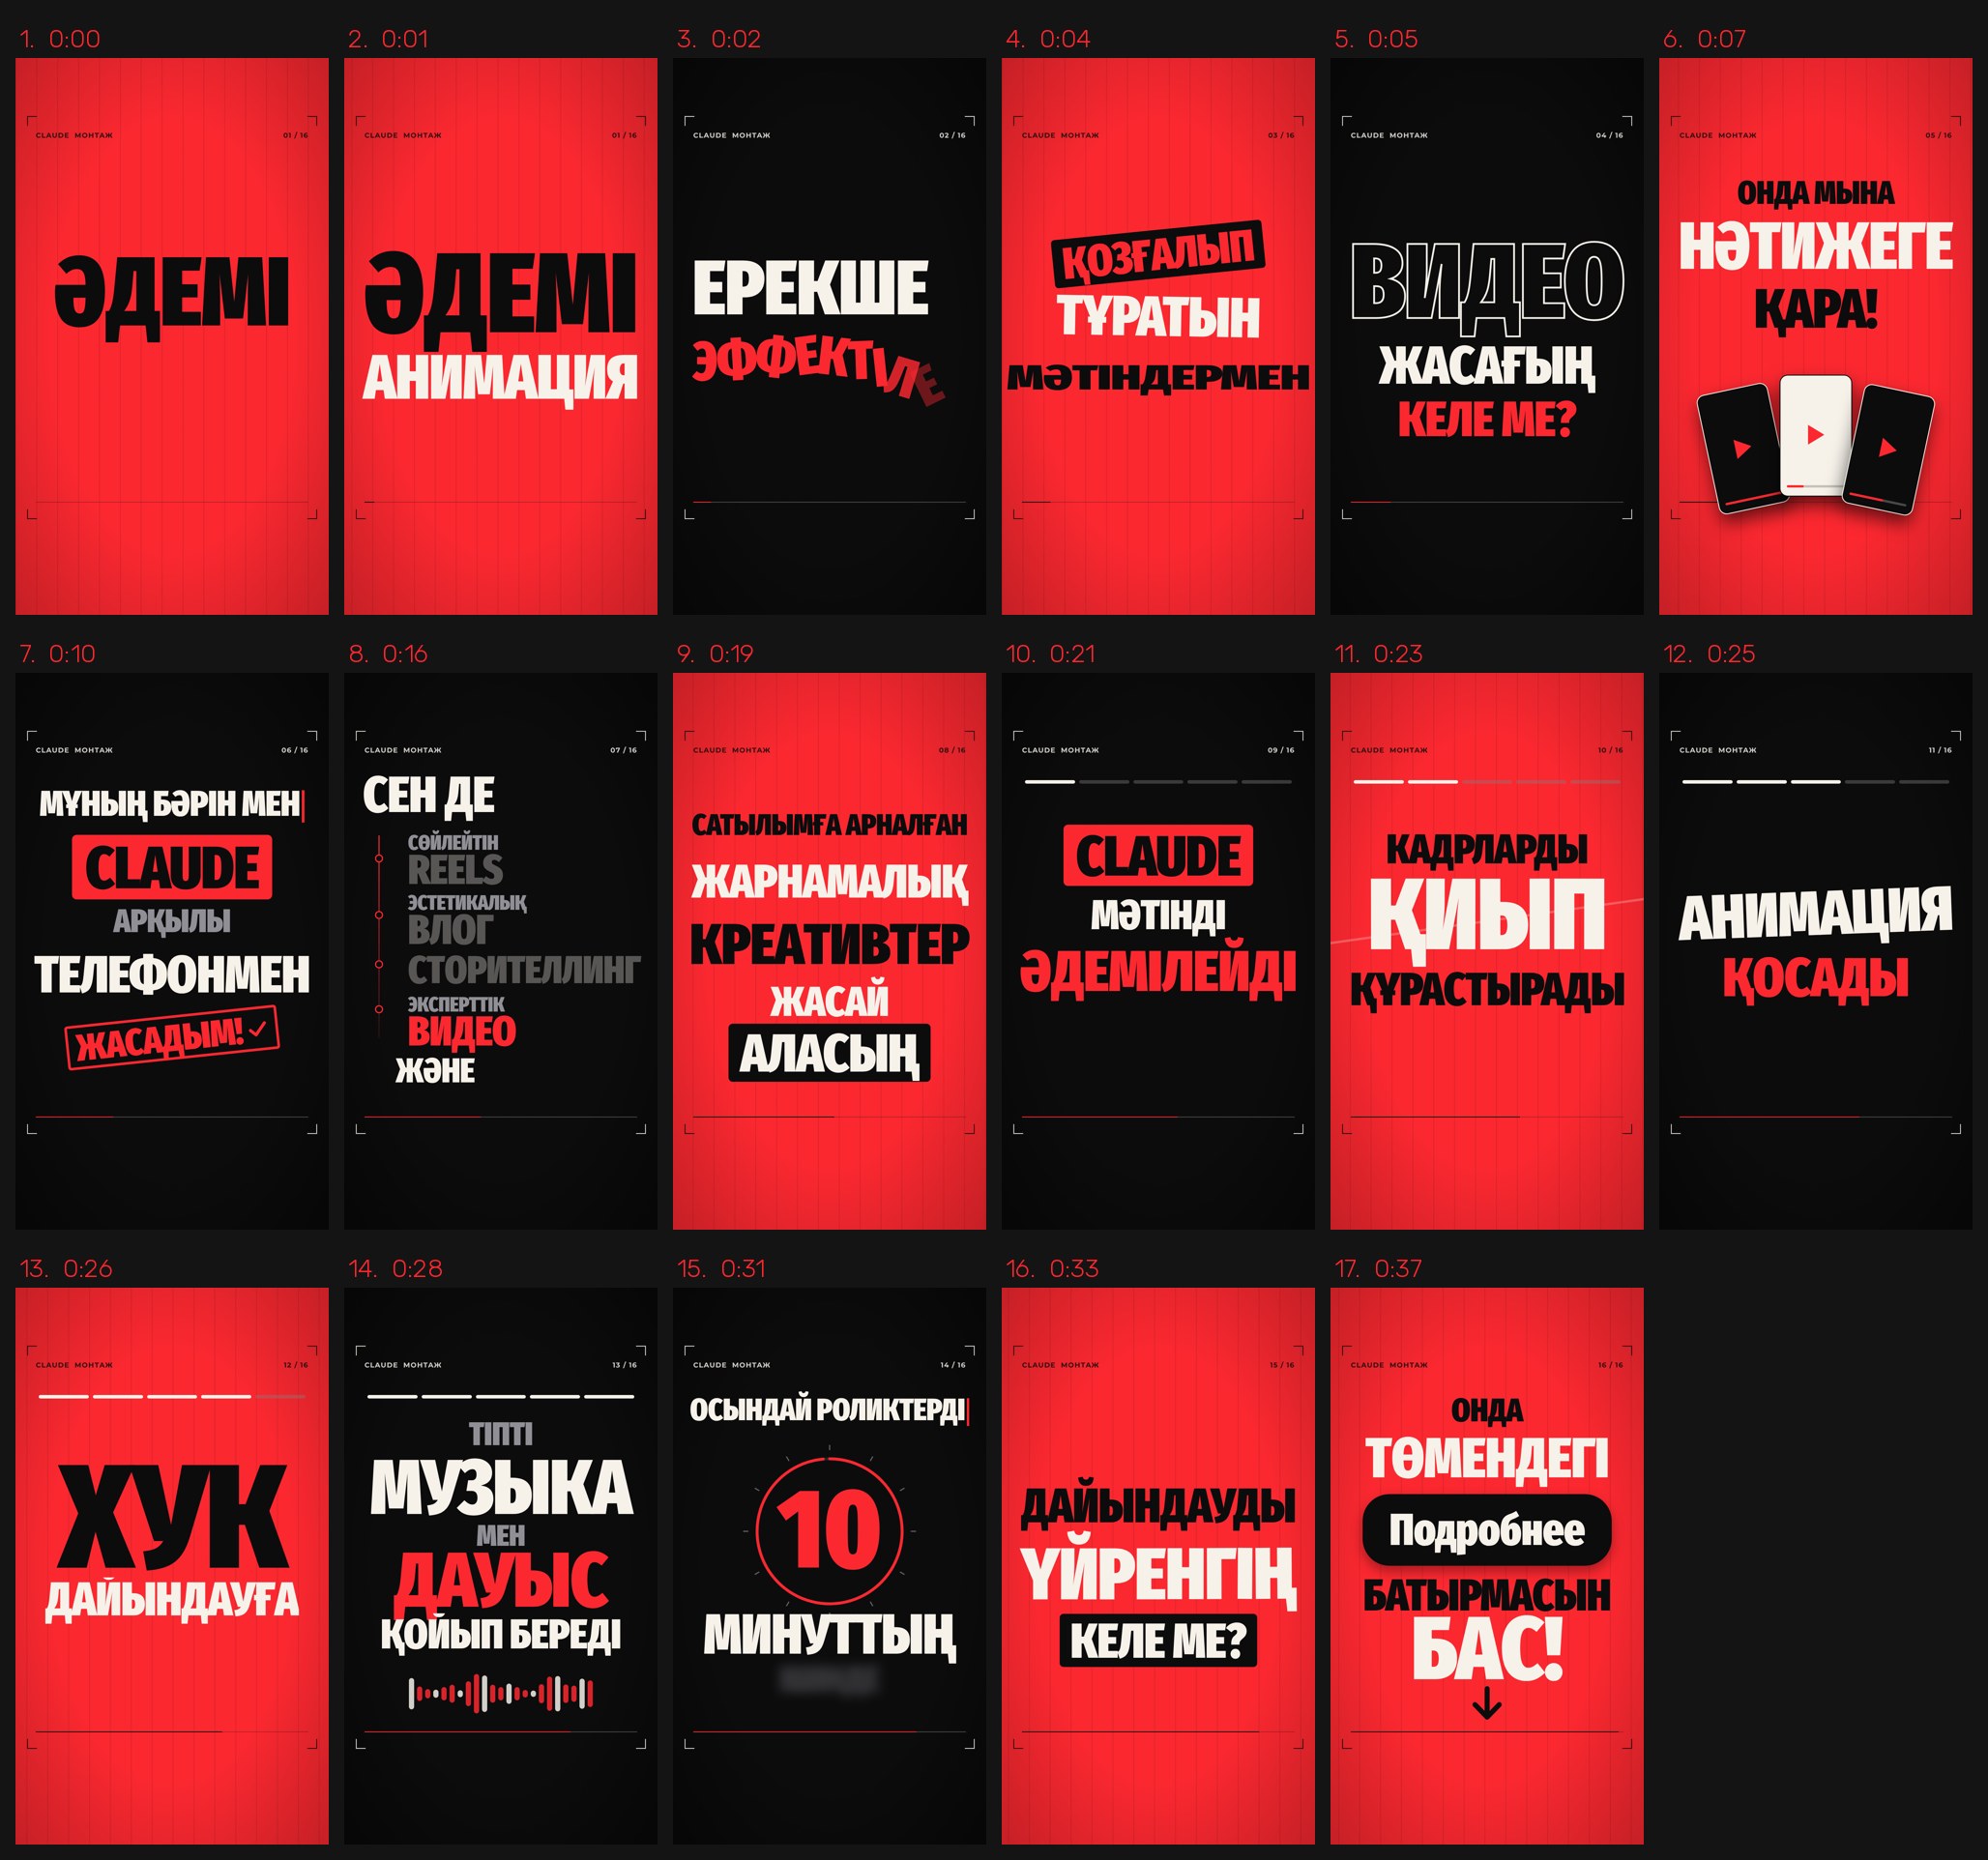 1. 0:00
CLAUDE МОНТАЖ 01 / 16
ӘДЕМІ
2. 0:01
CLAUDE МОНТАЖ 01 / 16
ӘДЕМІ
АНИМАЦИЯ
3. 0:02
CLAUDE МОНТАЖ 02 / 16
ЕРЕКШЕ
ЭФФЕКТІЛЕ
4. 0:04
CLAUDE МОНТАЖ 03 / 16
ҚОЗҒАЛЫП
ТҰРАТЫН
МӘТІНДЕРМЕН
5. 0:05
CLAUDE МОНТАЖ 04 / 16
ВИДЕО
ЖАСАҒЫҢ
КЕЛЕ МЕ?
6. 0:07
CLAUDE МОНТАЖ 05 / 16
ОНДА МЫНА
НӘТИЖЕГЕ
ҚАРА!
7. 0:10
CLAUDE МОНТАЖ 06 / 16
МҰНЫҢ БӘРІН МЕН
CLAUDE
АРҚЫЛЫ
ТЕЛЕФОНМЕН
ЖАСАДЫМ!
8. 0:16
CLAUDE МОНТАЖ 07 / 16
СЕН ДЕ
СӨЙЛЕЙТІН
REELS
ЭСТЕТИКАЛЫҚ
ВЛОГ
СТОРИТЕЛЛИНГ
ЭКСПЕРТТІК
ВИДЕО
ЖӘНЕ
9. 0:19
CLAUDE МОНТАЖ 08 / 16
САТЫЛЫМҒА АРНАЛҒАН
ЖАРНАМАЛЫҚ
КРЕАТИВТЕР
ЖАСАЙ
АЛАСЫҢ
10. 0:21
CLAUDE МОНТАЖ 09 / 16
CLAUDE
МӘТІНДІ
ӘДЕМІЛЕЙДІ
11. 0:23
CLAUDE МОНТАЖ 10 / 16
КАДРЛАРДЫ
ҚИЫП
ҚҰРАСТЫРАДЫ
12. 0:25
CLAUDE МОНТАЖ 11 / 16
АНИМАЦИЯ
ҚОСАДЫ
13. 0:26
CLAUDE МОНТАЖ 12 / 16
ХУК
ДАЙЫНДАУҒА
14. 0:28
CLAUDE МОНТАЖ 13 / 16
ТІПТІ
МУЗЫКА
МЕН
ДАУЫС
ҚОЙЫП БЕРЕДІ
15. 0:31
CLAUDE МОНТАЖ 14 / 16
ОСЫНДАЙ РОЛИКТЕРДІ
10
МИНУТТЫҢ
16. 0:33
CLAUDE МОНТАЖ 15 / 16
ДАЙЫНДАУДЫ
ҮЙРЕНГІҢ
КЕЛЕ МЕ?
17. 0:37
CLAUDE МОНТАЖ 16 / 16
ОНДА
ТӨМЕНДЕГІ
Подробнее
БАТЫРМАСЫН
БАС!